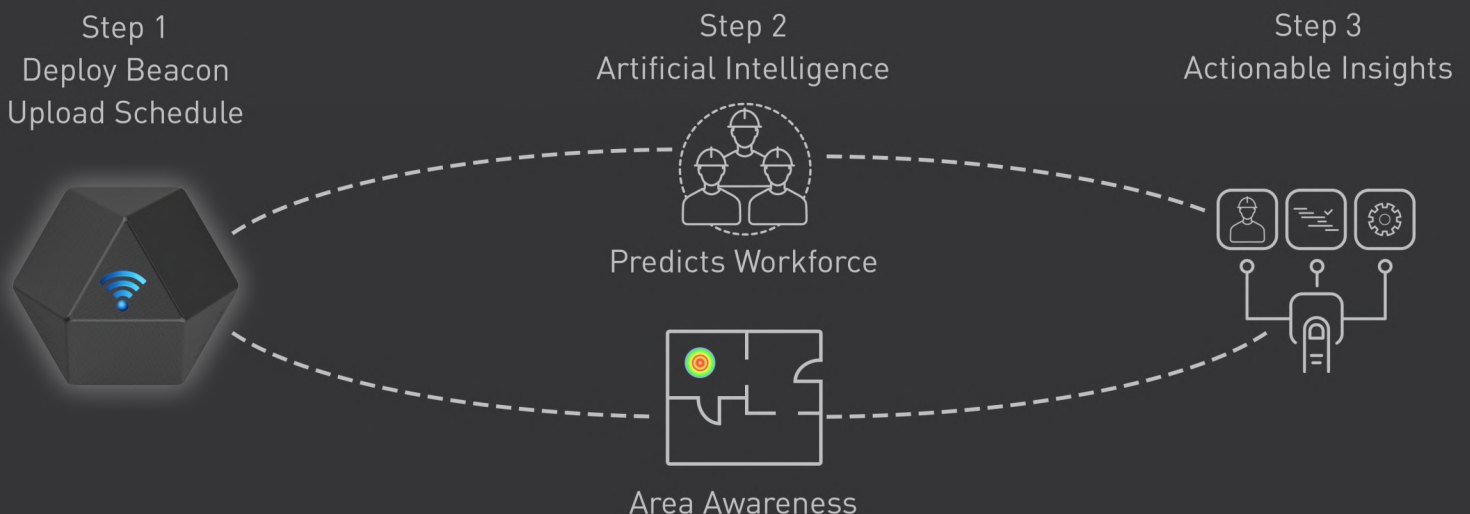 Step 1
Deploy Beacon
Upload Schedule
Step 2
Artificial Intelligence
Predicts Workforce
Area Awareness
Step 3
Actionable Insights